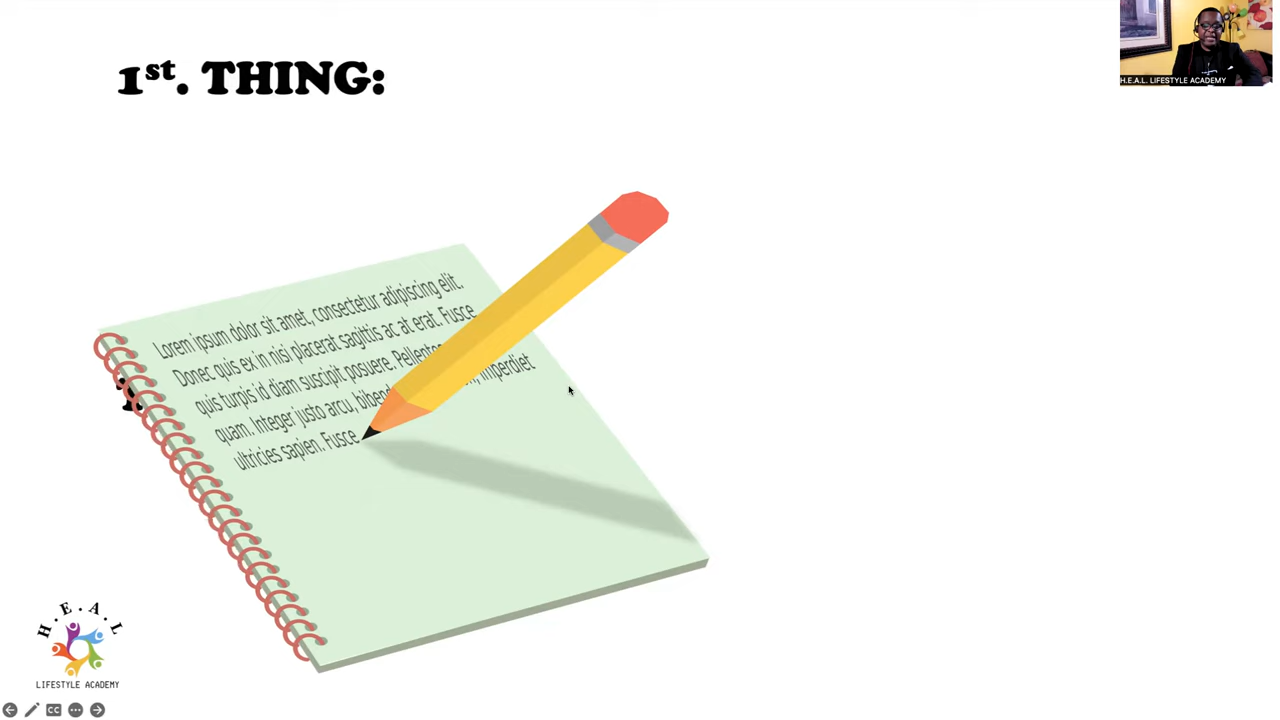 1st. THING:
H.E.A.L. LIFESTYLE ACADEMY
Lorem ipsum dolor sit amet, consectetur adipiscing elit.
Donec quis ex in nisi placerat sagittis ac at erat. Fusce
quis turpis id diam suscipit posuere.
quam. Integer justo arcu, imperdiet
ultricies sapien. Fusce
H.E.A.L
LIFESTYLE ACADEMY
CC